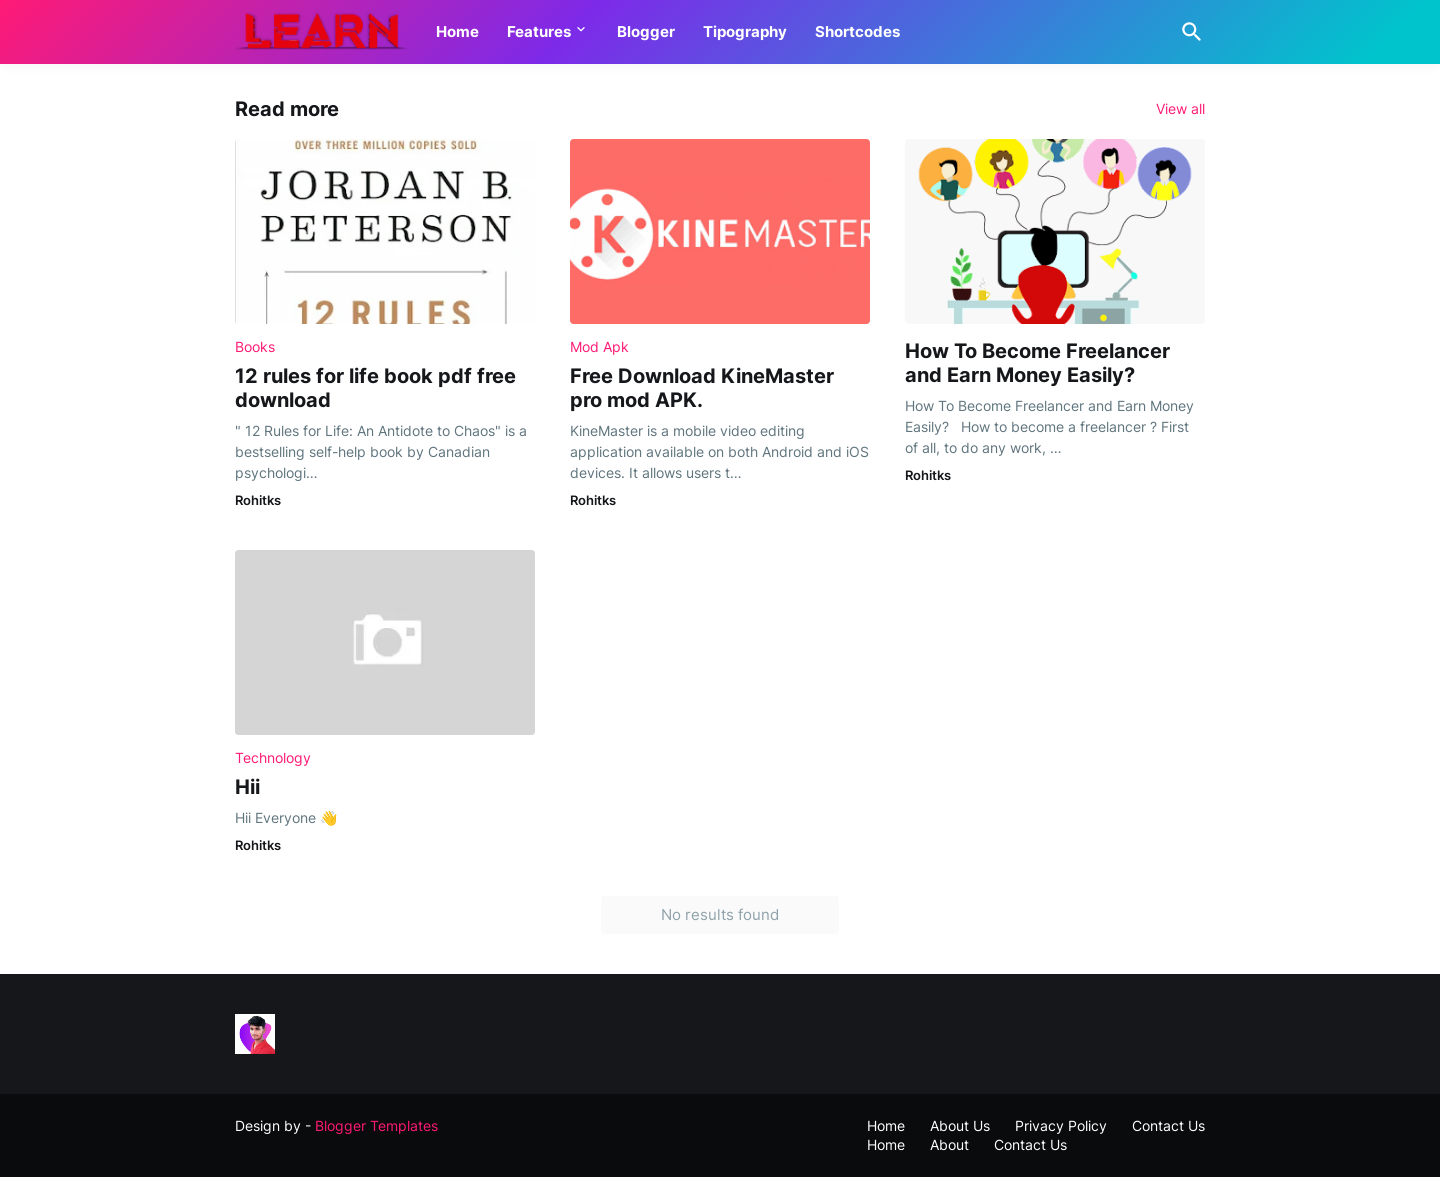 LEARN
Home Features Blogger Tipography Shortcodes
Read more
View all
OVER THREE MILLION COPIES SOLD
JORDAN B.
PETERSON
12 RULES
KINEMASTER
Books
12 rules for life book pdf free
download
" 12 Rules for Life: An Antidote to Chaos" is a
bestselling self-help book by Canadian
psychologi...
Rohitks
Mod Apk
Free Download KineMaster
pro mod APK.
KineMaster is a mobile video editing
application available on both Android and iOS
devices. It allows users t...
Rohitks
How To Become Freelancer
and Earn Money Easily?
How To Become Freelancer and Earn Money
Easily?   How to become a freelancer ? First
of all, to do any work, ...
Rohitks
Technology
Hii
Hii Everyone 👋
Rohitks
No results found
Design by - Blogger Templates
Home About Us Privacy Policy Contact Us
Home About Contact Us